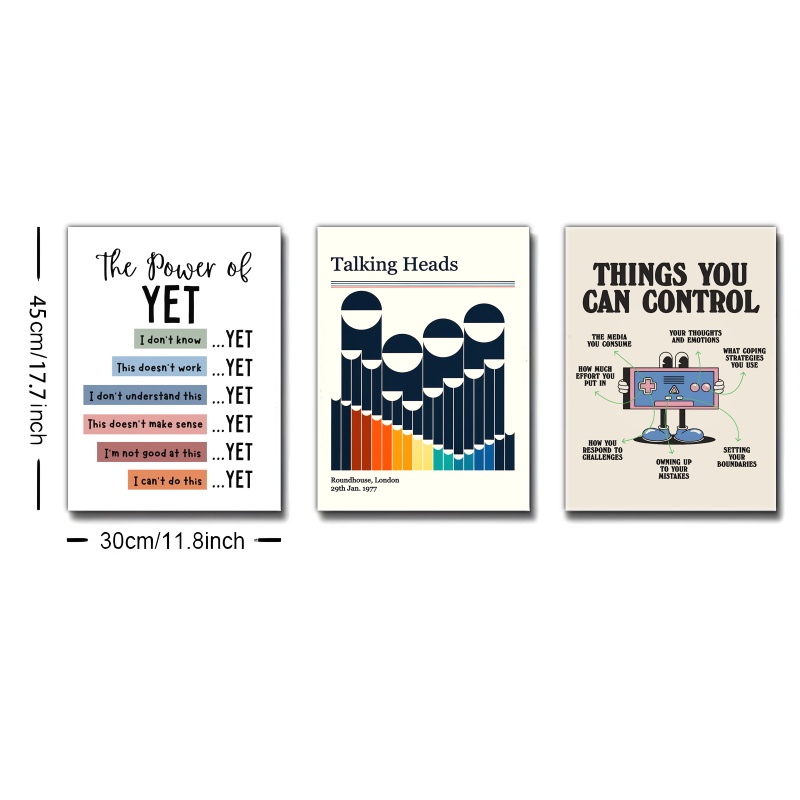 45cm/17.7inch
30cm/11.8inch
The Power of
YET
I don't know ...YET
This doesn't work ...YET
I don't understand this ...YET
This doesn't make sense ...YET
I'm not good at this ...YET
I can't do this ...YET
Talking Heads
Roundhouse, London
29th Jan. 1977
THINGS YOU
CAN CONTROL
THE MEDIA
YOU CONSUME
YOUR THOUGHTS
AND EMOTIONS
WHAT COPING
STRATEGIES
YOU USE
HOW MUCH
EFFORT YOU
PUT IN
HOW YOU
RESPOND TO
CHALLENGES
OWNING UP
TO YOUR
MISTAKES
SETTING
YOUR
BOUNDARIES